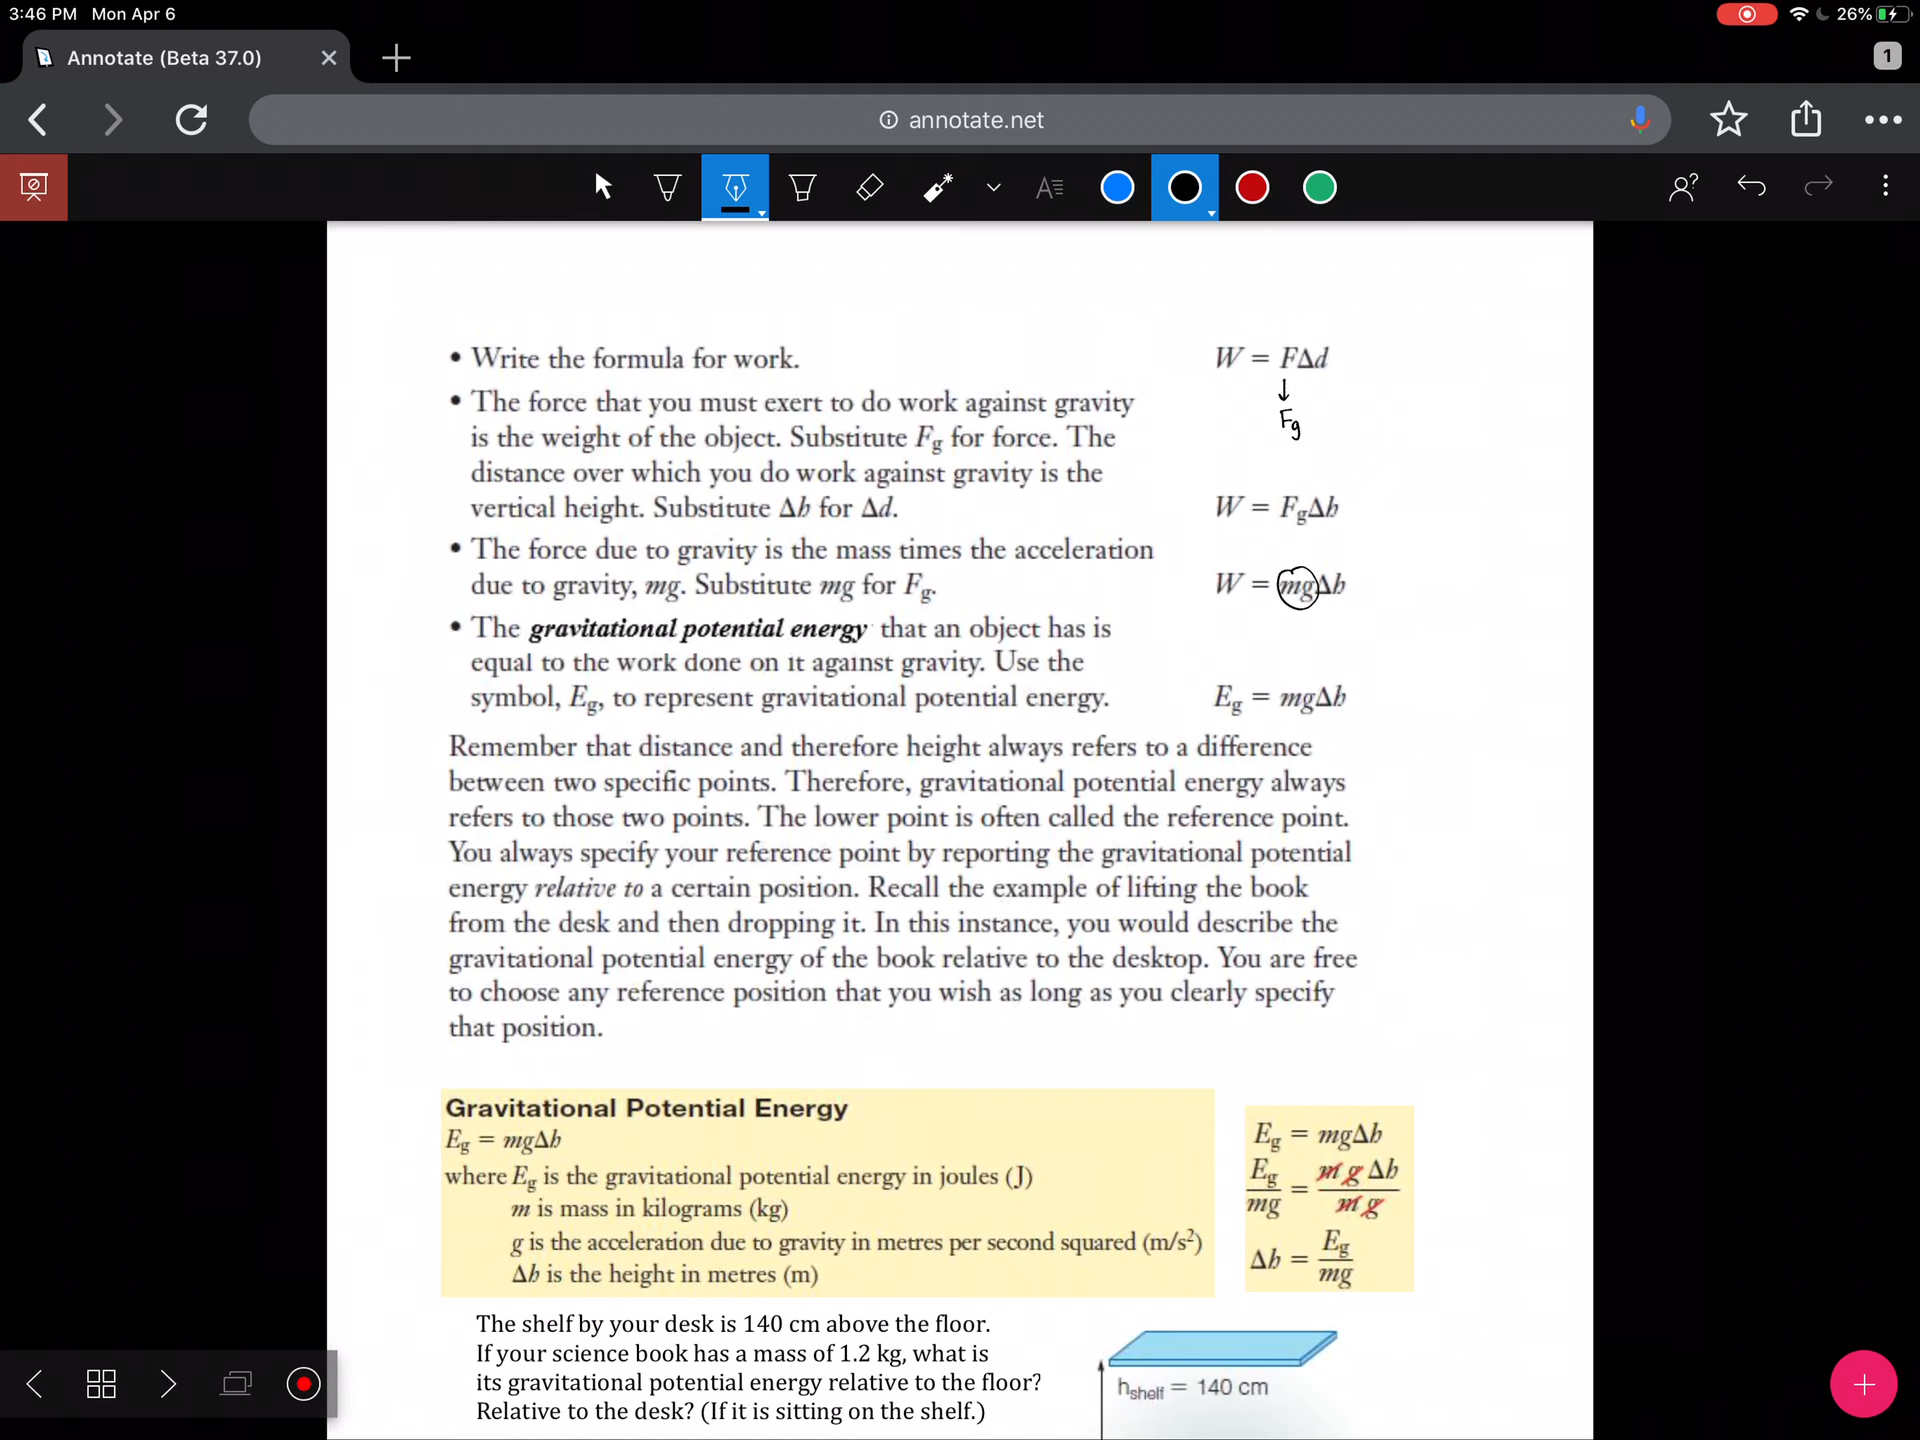 3:46 PM Mon Apr 6
26%
Annotate (Beta 37.0)
1
annotate.net
• Write the formula for work. W = FΔd
Fg
• The force that you must exert to do work against gravity
is the weight of the object. Substitute Fg for force. The
distance over which you do work against gravity is the
vertical height. Substitute Δh for Δd. W = FgΔh
• The force due to gravity is the mass times the acceleration
due to gravity, mg. Substitute mg for Fg. W = mgΔh
• The gravitational potential energy that an object has is
equal to the work done on it against gravity. Use the
symbol, Eg, to represent gravitational potential energy. Eg = mgΔh
Remember that distance and therefore height always refers to a difference
between two specific points. Therefore, gravitational potential energy always
refers to those two points. The lower point is often called the reference point.
You always specify your reference point by reporting the gravitational potential
energy relative to a certain position. Recall the example of lifting the book
from the desk and then dropping it. In this instance, you would describe the
gravitational potential energy of the book relative to the desktop. You are free
to choose any reference position that you wish as long as you clearly specify
that position.
Gravitational Potential Energy
Eg = mgΔh
where Eg is the gravitational potential energy in joules (J)
m is mass in kilograms (kg)
g is the acceleration due to gravity in metres per second squared (m/s²)
Δh is the height in metres (m)
Eg = mgΔh
Eg/mg = mgΔh/mg
Δh = Eg/mg
The shelf by your desk is 140 cm above the floor.
If your science book has a mass of 1.2 kg, what is
its gravitational potential energy relative to the floor?
Relative to the desk? (If it is sitting on the shelf.)
hshelf = 140 cm